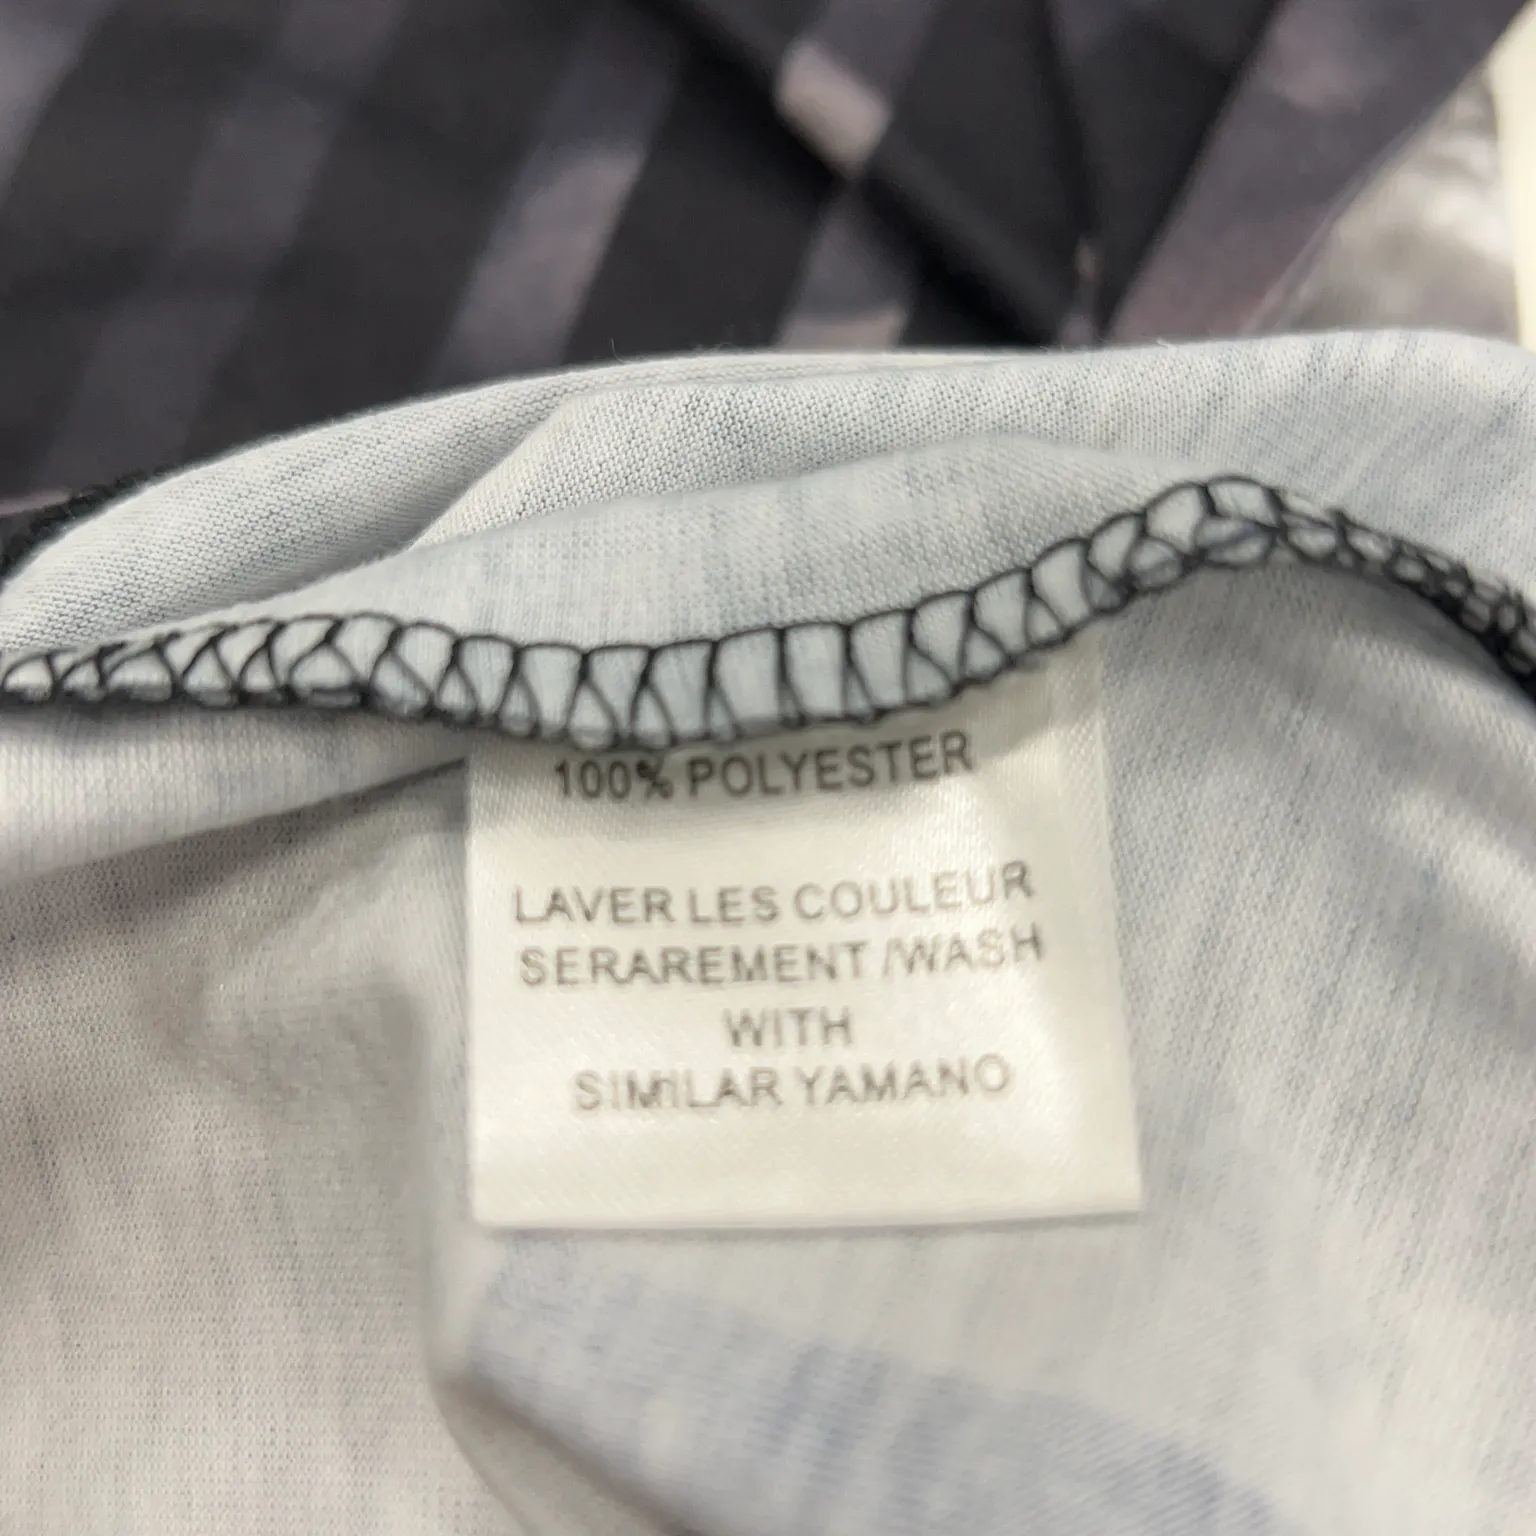 100% POLYESTER
LAVER LES COULEUR
SERAREMENT /WASH
WITH
SIMILAR YAMANO